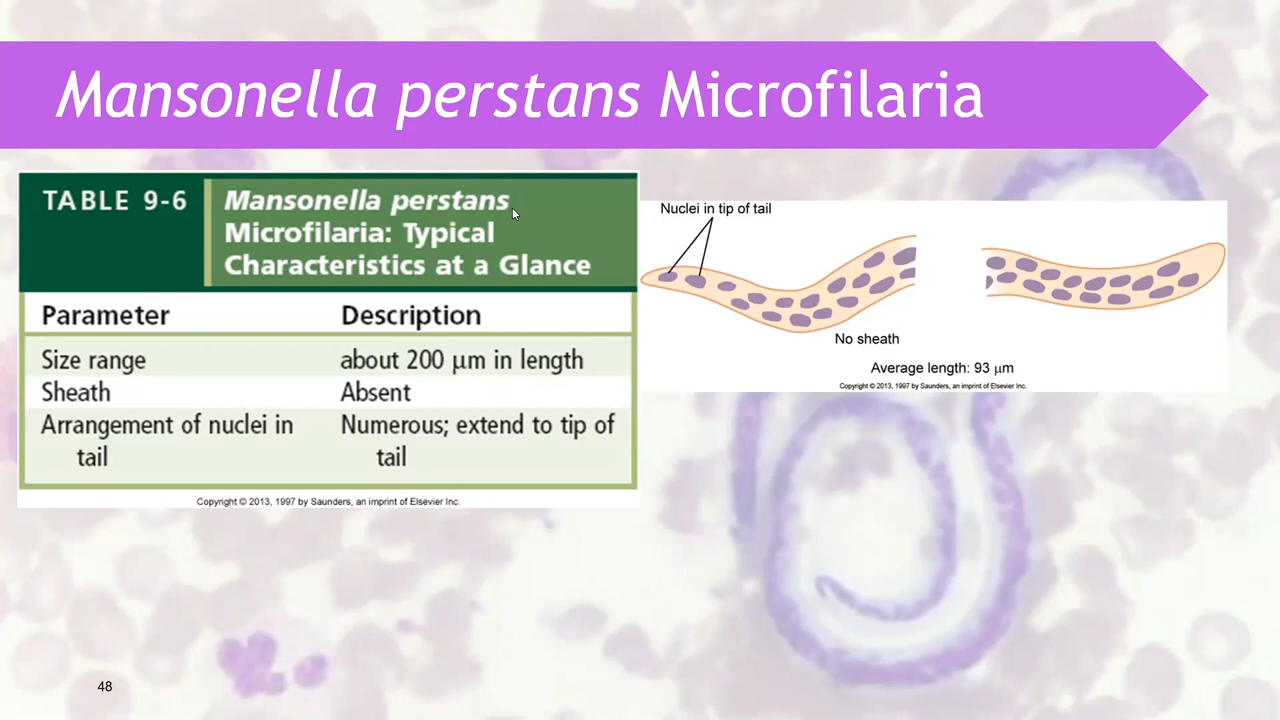 Mansonella perstans Microfilaria
TABLE 9-6
Mansonella perstans
Microfilaria: Typical
Characteristics at a Glance
Parameter Description
Size range about 200 μm in length
Sheath Absent
Arrangement of nuclei in Numerous; extend to tip of
tail tail
Copyright © 2013, 1997 by Saunders, an imprint of Elsevier Inc.
Nuclei in tip of tail
No sheath
Average length: 93 μm
Copyright © 2013, 1997 by Saunders, an imprint of Elsevier Inc.
48